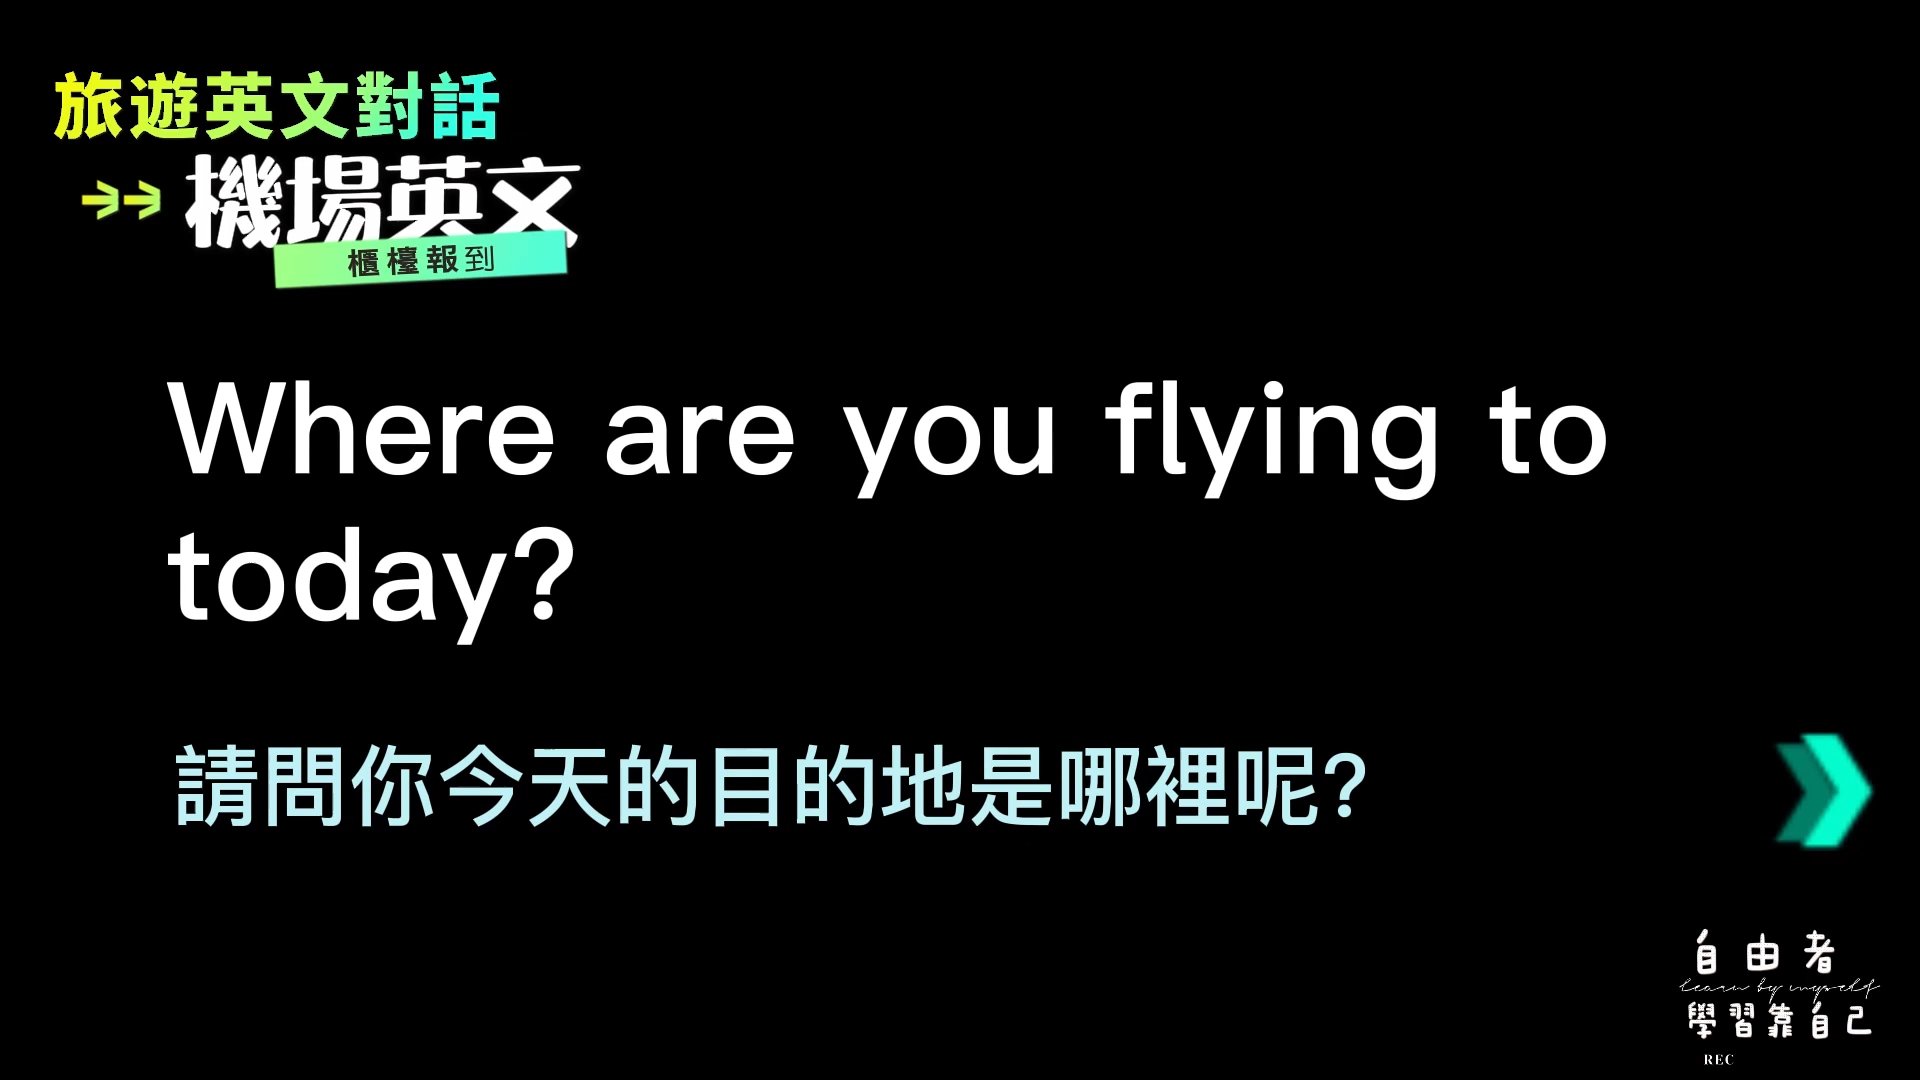 旅遊英文對話
機場英文
櫃檯報到
Where are you flying to
today?
請問你今天的目的地是哪裡呢?
自由者
learn by myself
學習靠自己
REC